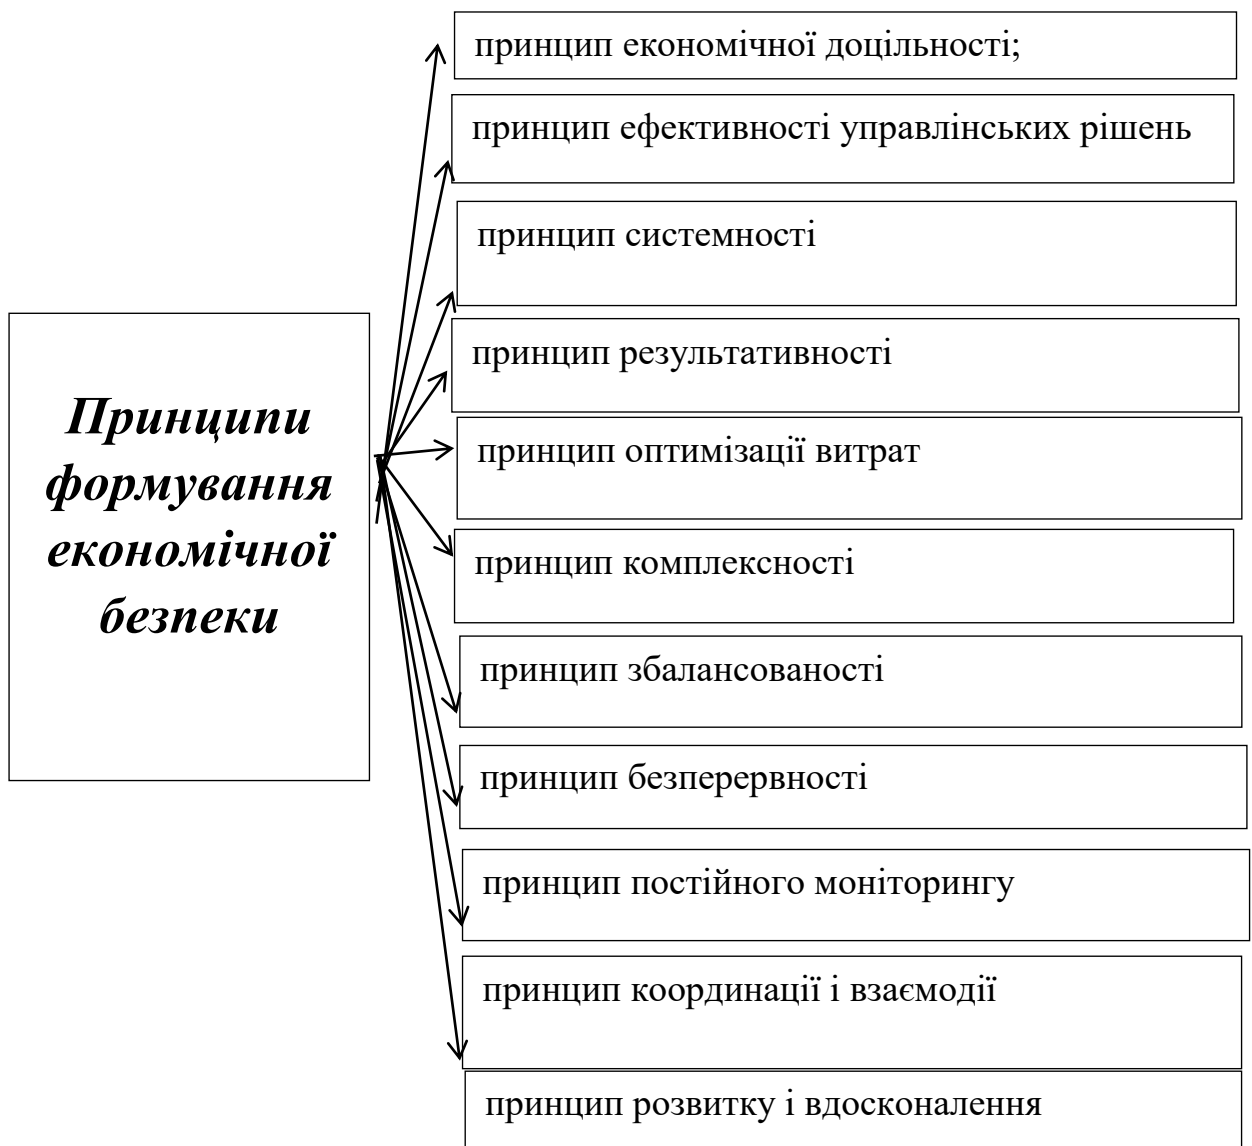 принцип економічної доцільності;
принцип ефективності управлінських рішень
принцип системності
принцип результативності
принцип оптимізації витрат
принцип комплексності
принцип збалансованості
принцип безперервності
принцип постійного моніторингу
принцип координації і взаємодії
принцип розвитку і вдосконалення
Принципи
формування
економічної
безпеки